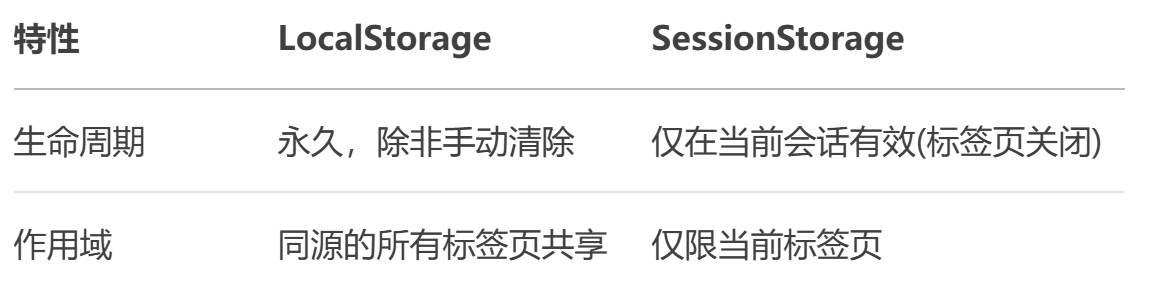 特性 LocalStorage SessionStorage
生命周期 永久，除非手动清除 仅在当前会话有效(标签页关闭)
作用域 同源的所有标签页共享 仅限当前标签页